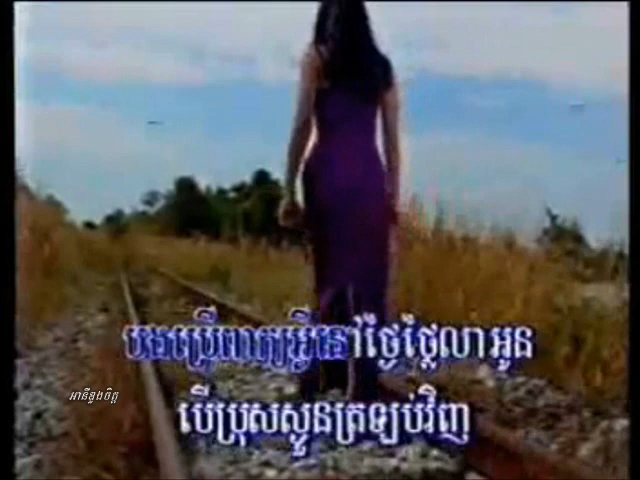 បងប្រើពាក្យអ្វីនៅថ្ងៃថ្លៃលាអូន
បើប្រុសស្ងួនត្រឡប់វិញ